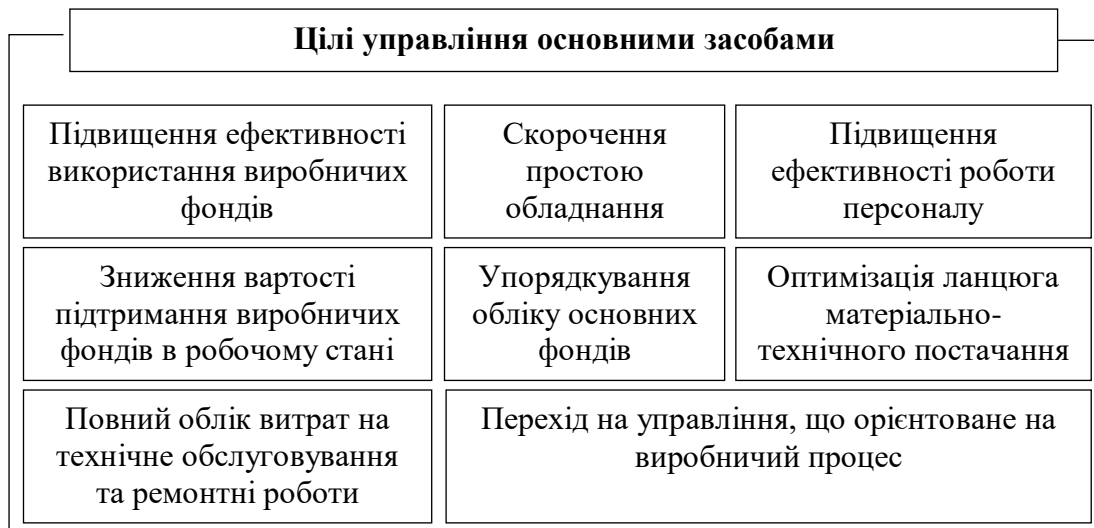 Цілі управління основними засобами
Підвищення ефективності
використання виробничих
фондів
Скорочення
простою
обладнання
Підвищення
ефективності роботи
персоналу
Зниження вартості
підтримання виробничих
фондів в робочому стані
Упорядкування
обліку основних
фондів
Оптимізація ланцюга
матеріально-
технічного постачання
Повний облік витрат на
технічне обслуговування
та ремонтні роботи
Перехід на управління, що орієнтоване на
виробничий процес